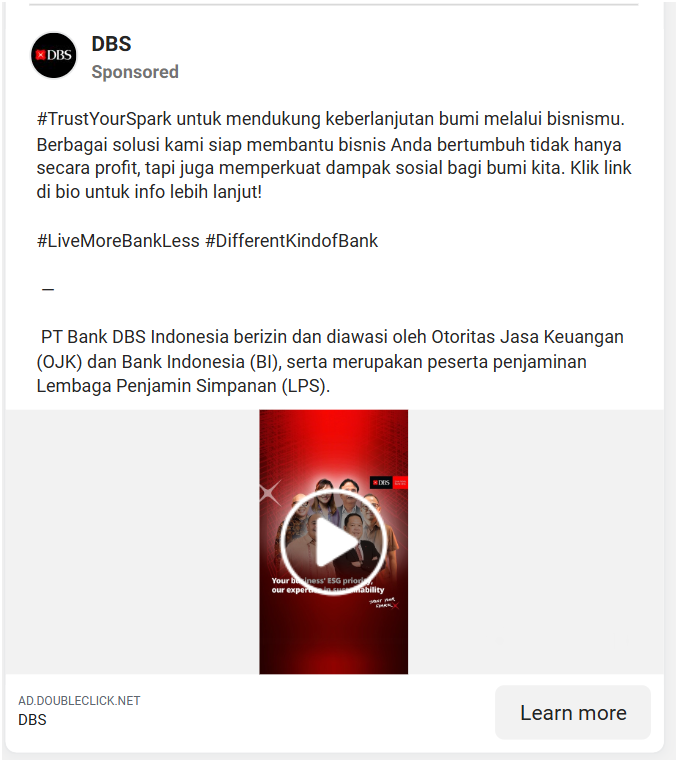 DBS
DBS
Sponsored
#TrustYourSpark untuk mendukung keberlanjutan bumi melalui bisnismu.
Berbagai solusi kami siap membantu bisnis Anda bertumbuh tidak hanya
secara profit, tapi juga memperkuat dampak sosial bagi bumi kita. Klik link
di bio untuk info lebih lanjut!
#LiveMoreBankLess #DifferentKindofBank
—
PT Bank DBS Indonesia berizin dan diawasi oleh Otoritas Jasa Keuangan
(OJK) dan Bank Indonesia (BI), serta merupakan peserta penjaminan
Lembaga Penjamin Simpanan (LPS).
DBS
Your business' ESG priority,
our expertise in sustainability
TRUST YOUR
SPARK
AD.DOUBLECLICK.NET
DBS
Learn more